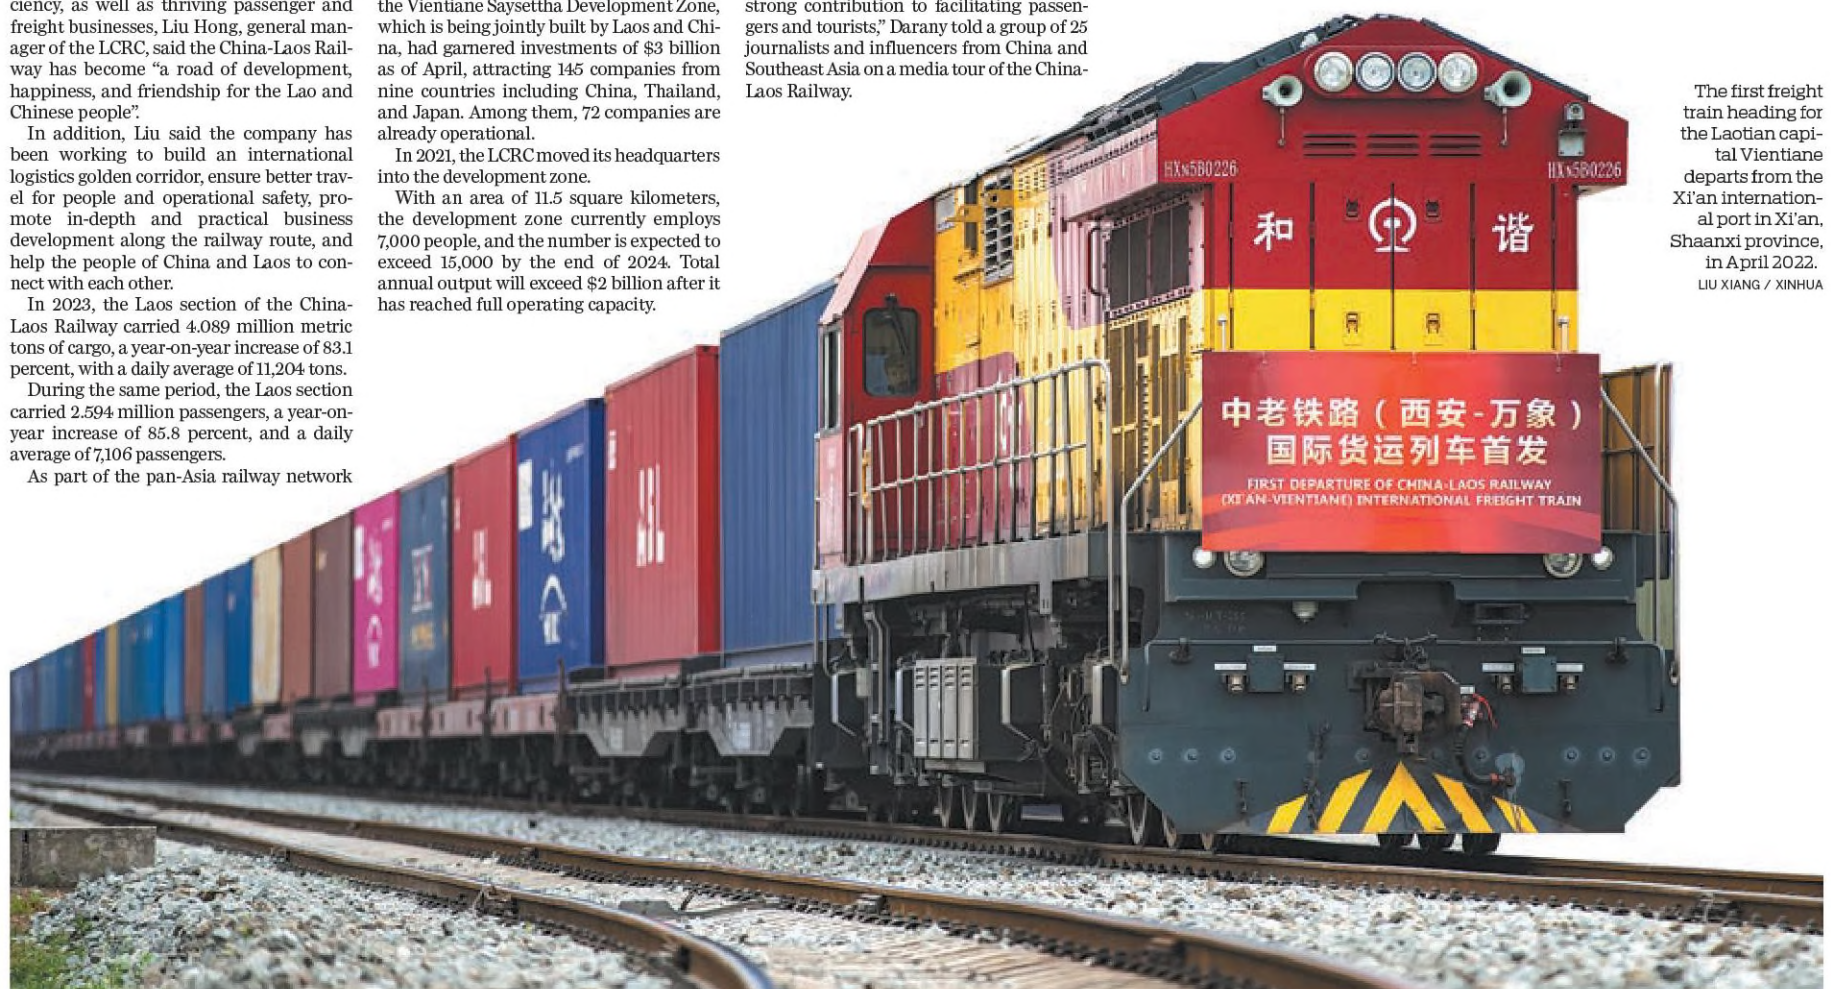 ciency, as well as thriving passenger and
freight businesses, Liu Hong, general man-
ager of the LCRC, said the China-Laos Rail-
way has become “a road of development,
happiness, and friendship for the Lao and
Chinese people”.
In addition, Liu said the company has
been working to build an international
logistics golden corridor, ensure better trav-
el for people and operational safety, pro-
mote in-depth and practical business
development along the railway route, and
help the people of China and Laos to con-
nect with each other.
In 2023, the Laos section of the China-
Laos Railway carried 4.089 million metric
tons of cargo, a year-on-year increase of 83.1
percent, with a daily average of 11,204 tons.
During the same period, the Laos section
carried 2.594 million passengers, a year-on-
year increase of 85.8 percent, and a daily
average of 7,106 passengers.
As part of the pan-Asia railway network
the Vientiane Saysettha Development Zone,
which is being jointly built by Laos and Chi-
na, had garnered investments of $3 billion
as of April, attracting 145 companies from
nine countries including China, Thailand,
and Japan. Among them, 72 companies are
already operational.
In 2021, the LCRC moved its headquarters
into the development zone.
With an area of 11.5 square kilometers,
the development zone currently employs
7,000 people, and the number is expected to
exceed 15,000 by the end of 2024. Total
annual output will exceed $2 billion after it
has reached full operating capacity.
strong contribution to facilitating passen-
gers and tourists,” Darany told a group of 25
journalists and influencers from China and
Southeast Asia on a media tour of the China-
Laos Railway.
The first freight
train heading for
the Laotian capi-
tal Vientiane
departs from the
Xi’an internation-
al port in Xi’an,
Shaanxi province,
in April 2022.
LIU XIANG / XINHUA
HXN5B0226
HXN5B0226
和 谐
中老铁路（西安-万象）
国际货运列车首发
FIRST DEPARTURE OF CHINA-LAOS RAILWAY
(XI'AN-VIENTIANE) INTERNATIONAL FREIGHT TRAIN